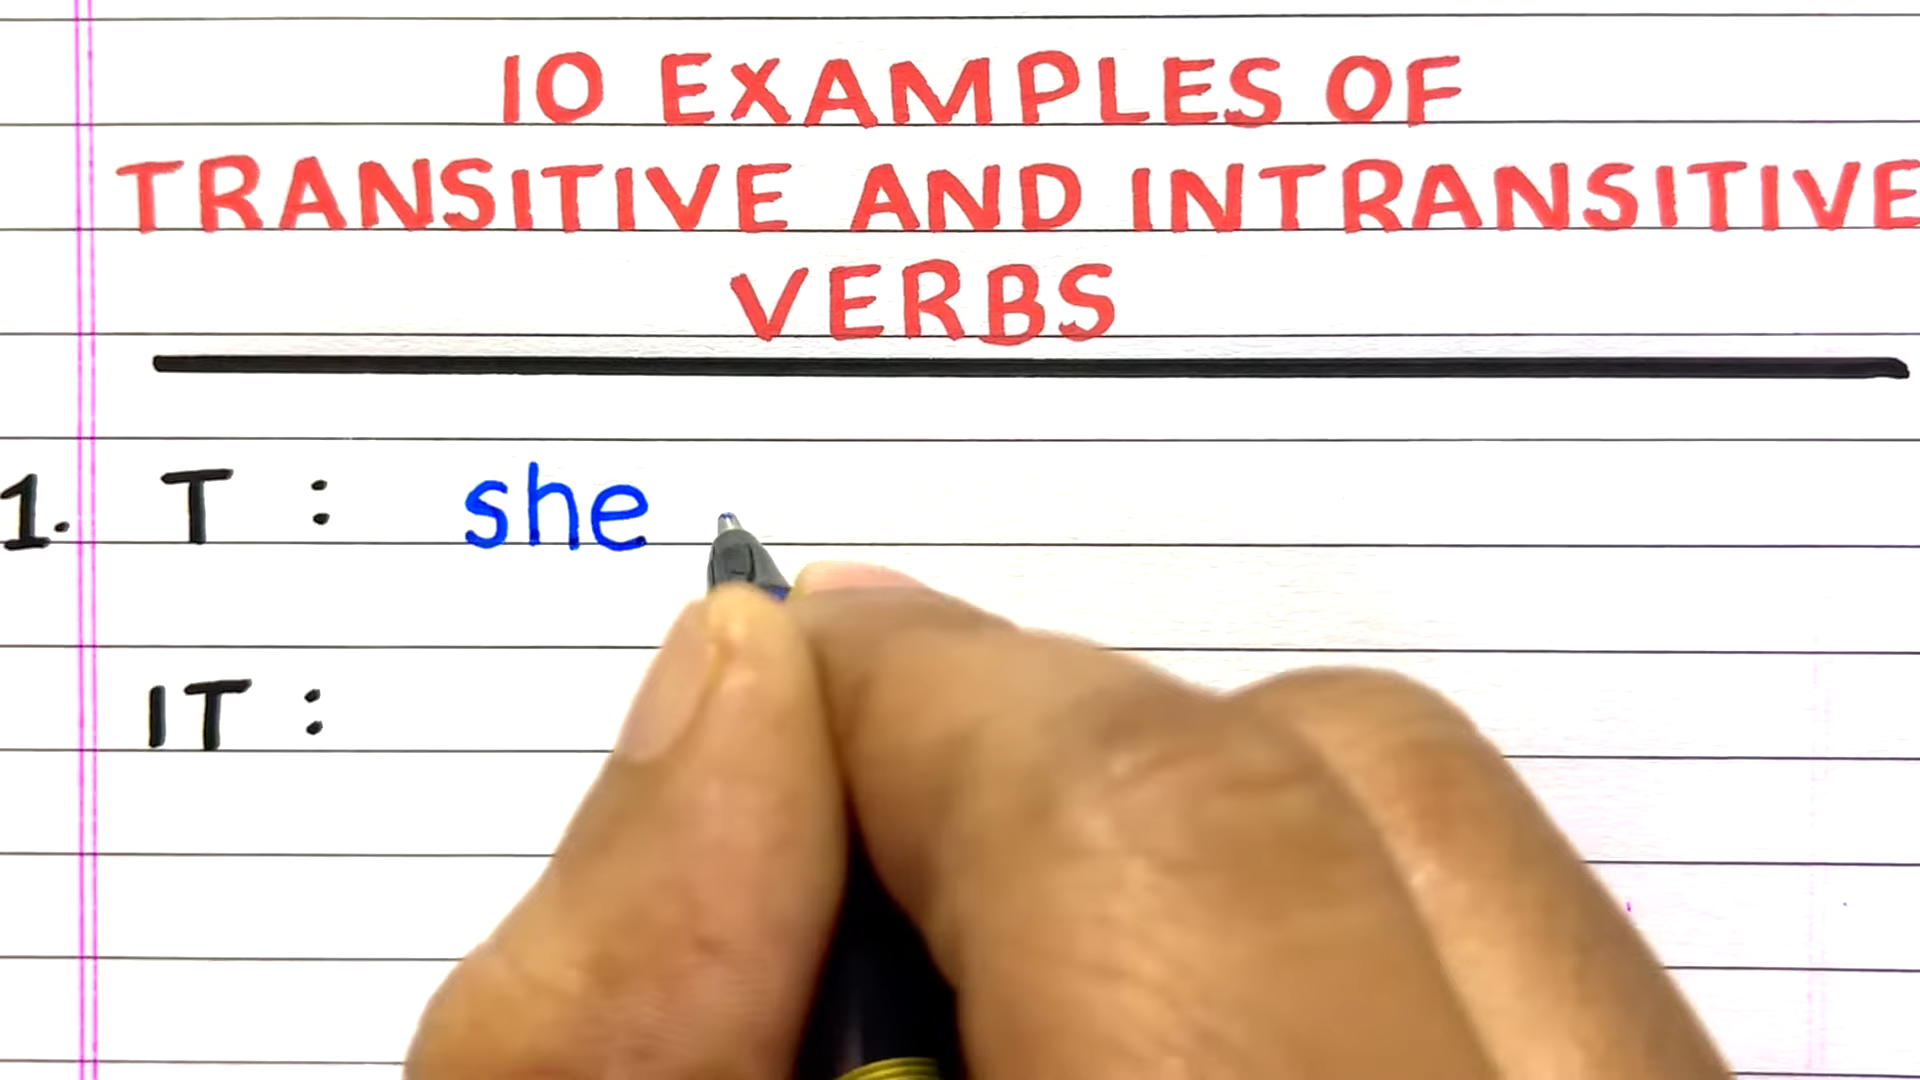 10 EXAMPLES OF
TRANSITIVE AND INTRANSITIVE
VERBS
1. T : she
IT :